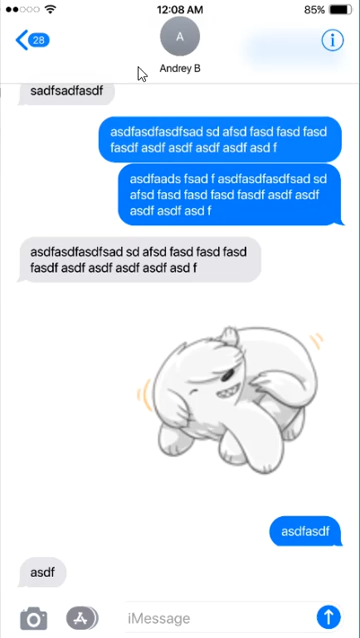 12:08 AM
85%
28
A
Andrey B
sadfsadfasdf
asdfasdfasdfsad sd afsd fasd fasd fasd
fasdf asdf asdf asdf asdf asd f
asdfaads fsad f asdfasdfasdfsad sd
afsd fasd fasd fasd fasdf asdf asdf
asdf asdf asd f
asdfasdfasdfsad sd afsd fasd fasd fasd
fasdf asdf asdf asdf asdf asd f
asdfasdf
asdf
iMessage